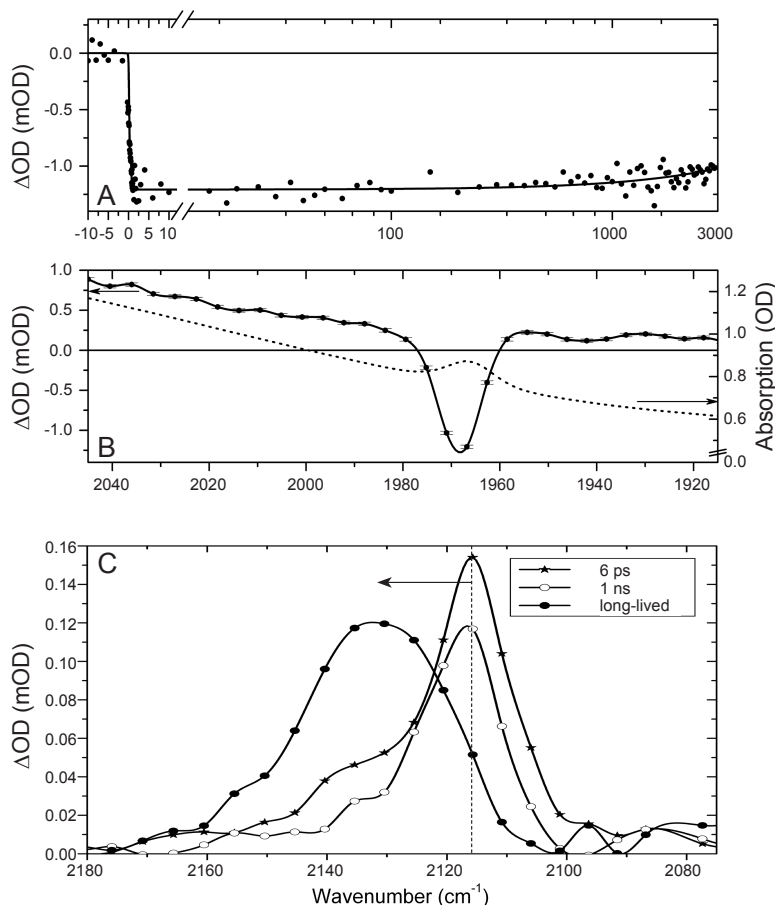 0.0
-0.5
-1.0
ΔOD (mOD)
A
-10 -5 0 5 10 100 1000 3000
1.0
0.5
0.0
-0.5
-1.0
ΔOD (mOD)
B
1.2
1.0
0.8
0.6
0.0
Absorption (OD)
2040 2020 2000 1980 1960 1940 1920
0.16
0.14
0.12
0.10
0.08
0.06
0.04
0.02
0.00
ΔOD (mOD)
C
6 ps
1 ns
long-lived
2180 2160 2140 2120 2100 2080
Wavenumber (cm⁻¹)